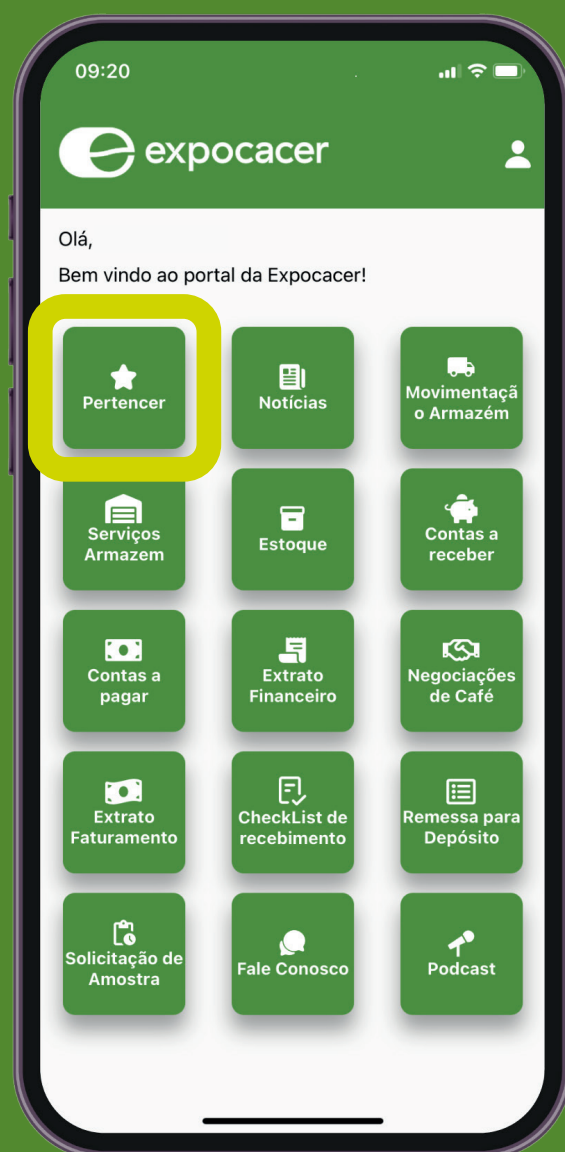 09:20
expocacer
Olá,
Bem vindo ao portal da Expocacer!
Pertencer
Notícias
Movimentaçã
o Armazém
Serviços
Armazem
Estoque
Contas a
receber
Contas a
pagar
Extrato
Financeiro
Negociações
de Café
Extrato
Faturamento
CheckList de
recebimento
Remessa para
Depósito
Solicitação de
Amostra
Fale Conosco
Podcast